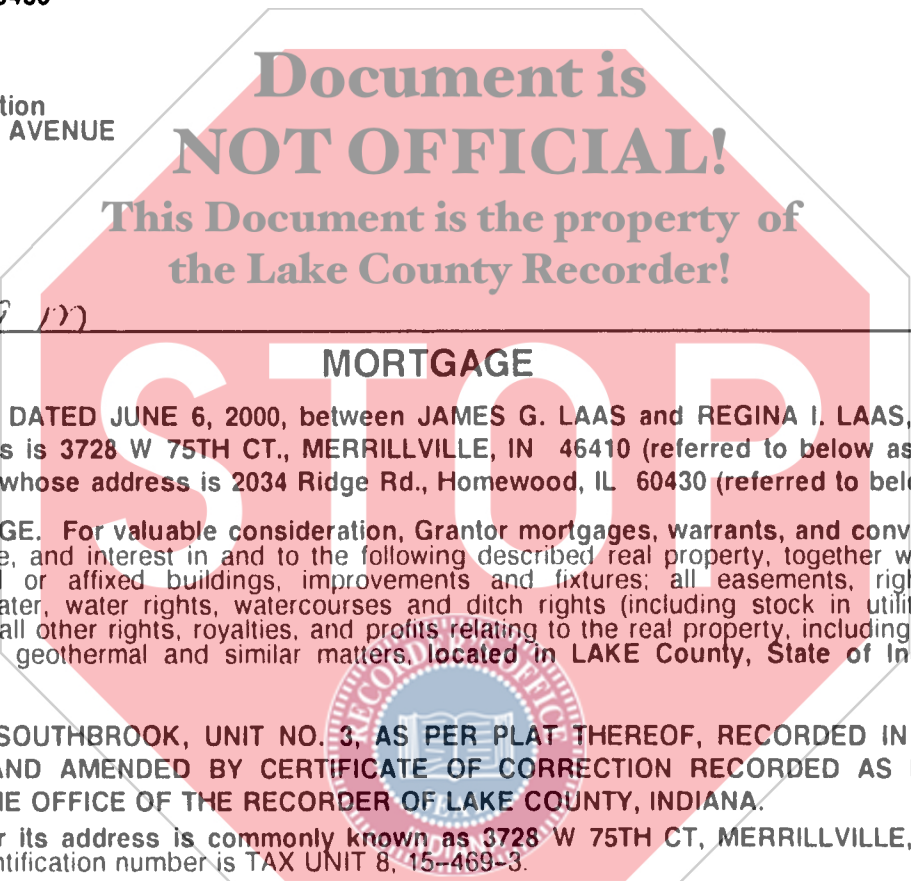 tion
AVENUE
Document is
NOT OFFICIAL!
This Document is the property of
the Lake County Recorder!
m
MORTGAGE
STOP
DATED JUNE 6, 2000, between JAMES G. LAAS and REGINA I. LAAS,
s is 3728 W 75TH CT., MERRILLVILLE, IN 46410 (referred to below as
whose address is 2034 Ridge Rd., Homewood, IL 60430 (referred to bel
GE. For valuable consideration, Grantor mortgages, warrants, and conv
e, and interest in and to the following described real property, together w
or affixed buildings, improvements and fixtures; all easements, rig
ater, water rights, watercourses and ditch rights (including stock in utilit
all other rights, royalties, and profits relating to the real property, including
geothermal and similar matters, located in LAKE County, State of In
RECORDER'S OFFICE
SEAL
INDIANA
SOUTHBROOK, UNIT NO. 3, AS PER PLAT THEREOF, RECORDED IN
AND AMENDED BY CERTIFICATE OF CORRECTION RECORDED AS
HE OFFICE OF THE RECORDER OF LAKE COUNTY, INDIANA.
r its address is commonly known as 3728 W 75TH CT, MERRILLVILLE,
ntification number is TAX UNIT 8, 15-469-3.